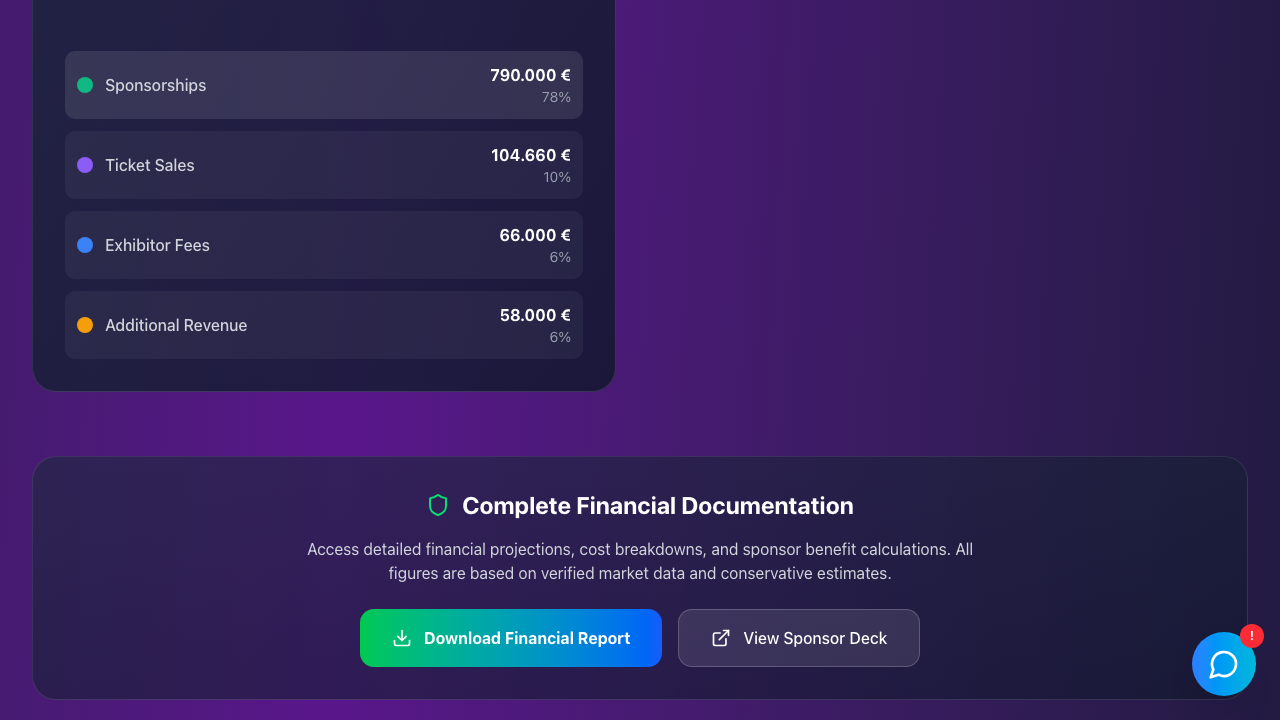 Sponsorships
790.000 €
78%
Ticket Sales
104.660 €
10%
Exhibitor Fees
66.000 €
6%
Additional Revenue
58.000 €
6%
Complete Financial Documentation
Access detailed financial projections, cost breakdowns, and sponsor benefit calculations. All
figures are based on verified market data and conservative estimates.
Download Financial Report
View Sponsor Deck
!